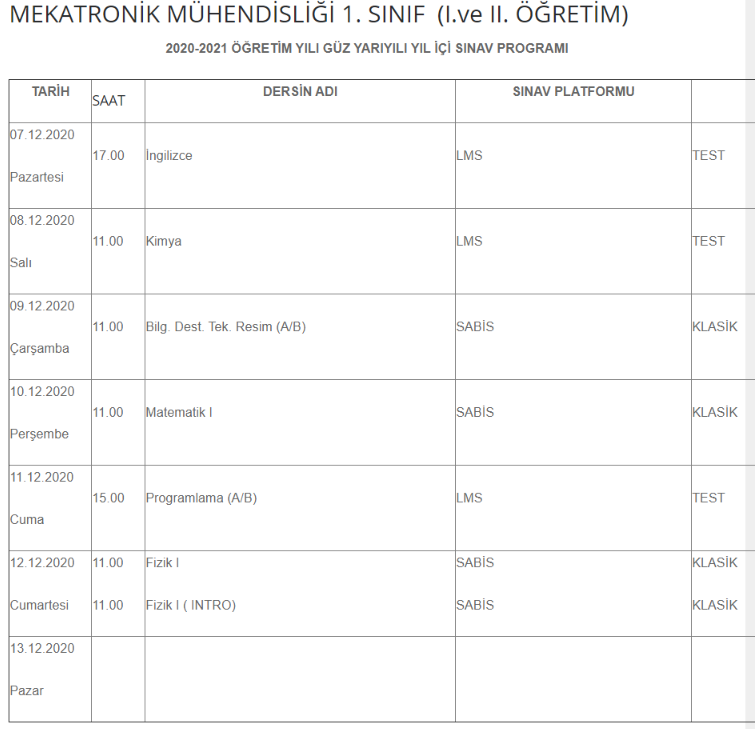 MEKATRONİK MÜHENDİSLİĞİ 1. SINIF (I.ve II. ÖĞRETİM)
2020-2021 ÖĞRETİM YILI GÜZ YARIYILI YIL İÇİ SINAV PROGRAMI
TARİH SAAT DERSİN ADI SINAV PLATFORMU
07.12.2020
17.00 İngilizce LMS TEST
Pazartesi
08.12.2020
11.00 Kimya LMS TEST
Salı
09.12.2020
11.00 Bilg. Dest. Tek. Resim (A/B) SABİS KLASİK
Çarşamba
10.12.2020
11.00 Matematik I SABİS KLASİK
Perşembe
11.12.2020
15.00 Programlama (A/B) LMS TEST
Cuma
12.12.2020 11.00 Fizik I SABİS KLASİK
Cumartesi 11.00 Fizik I ( INTRO) SABİS KLASİK
13.12.2020
Pazar